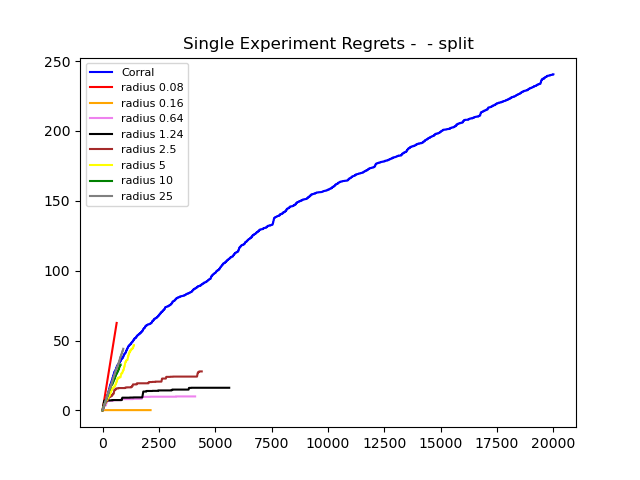 Single Experiment Regrets -  - split
250
200
150
100
50
0
Corral
radius 0.08
radius 0.16
radius 0.64
radius 1.24
radius 2.5
radius 5
radius 10
radius 25
0 2500 5000 7500 10000 12500 15000 17500 20000